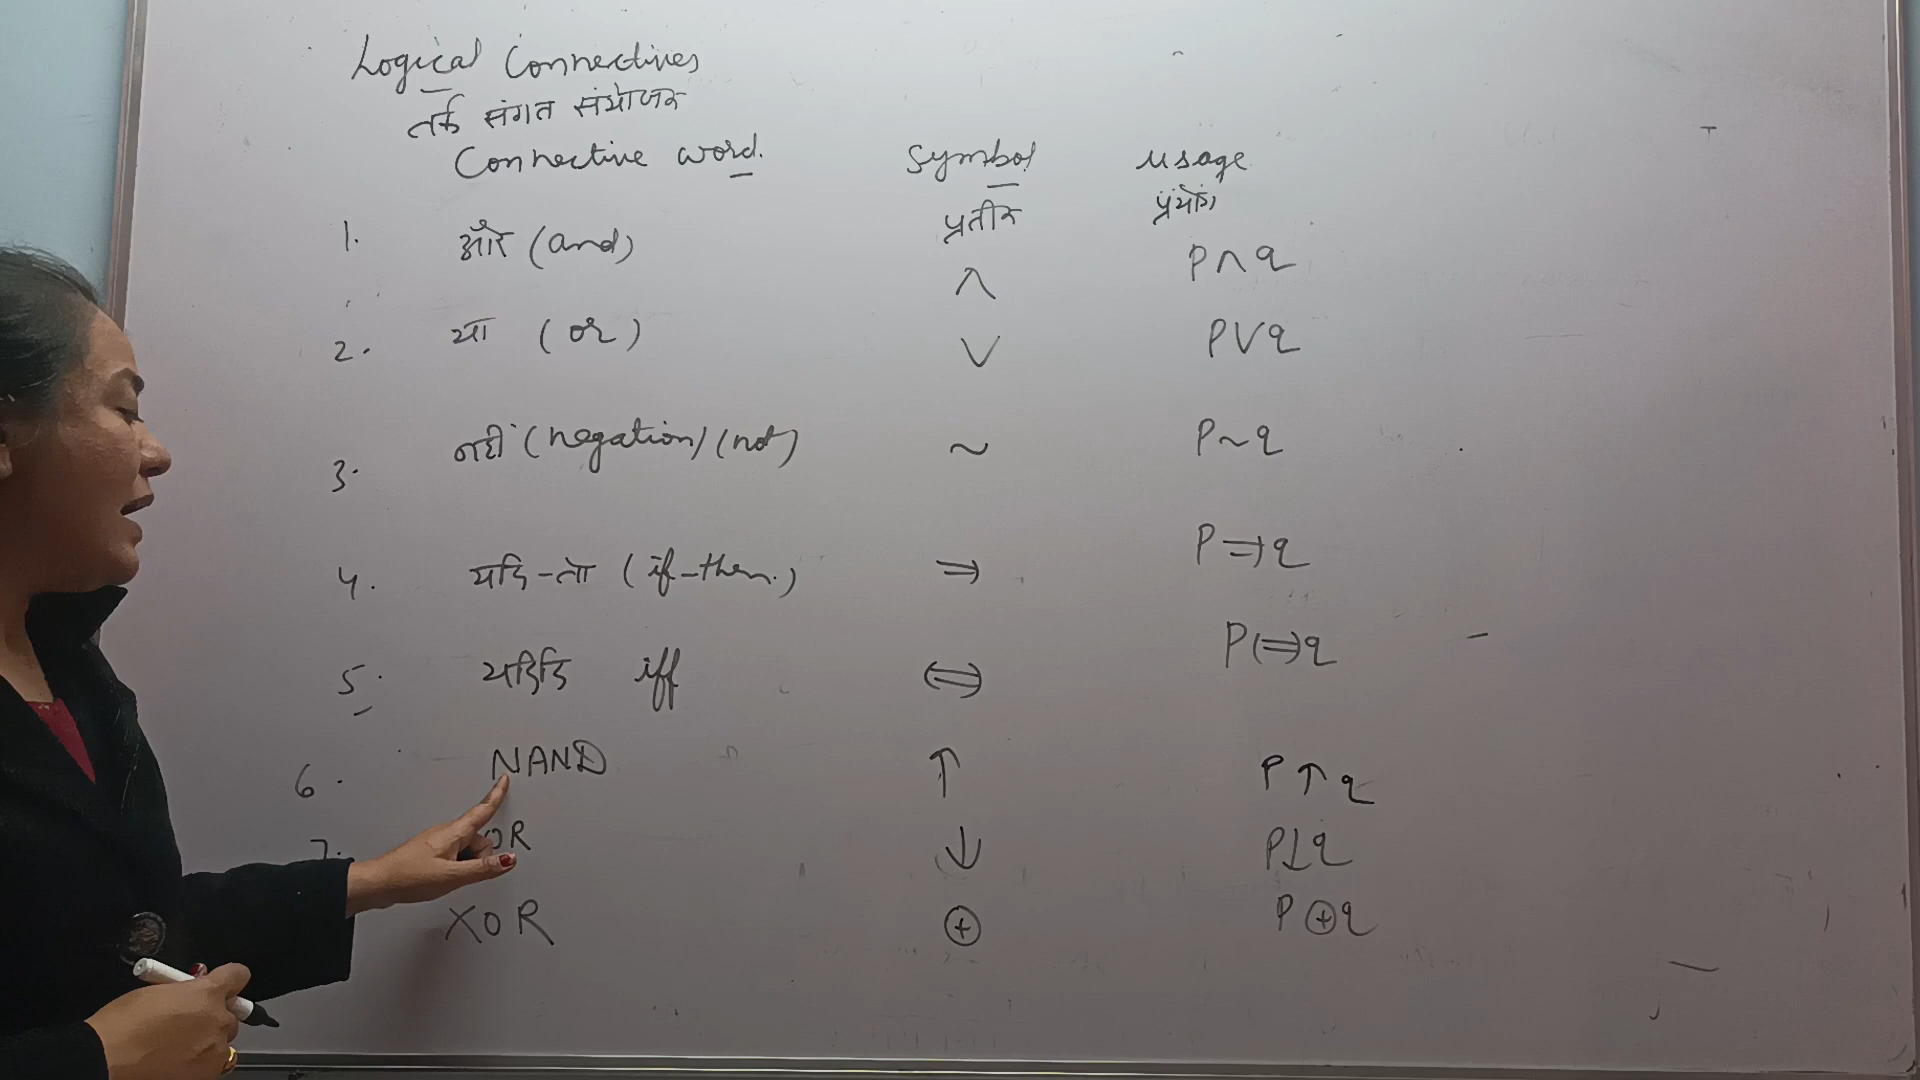 Logical Connectives
तर्क संगत संयोजक
Connective word. Symbol usage
प्रतीक प्रयोग
1. और (and) ∧ P∧q
2. या (or) ∨ P∨q
3. नहीं (negation) (not) ~ P~q
4. यदि-तो (if-then.) ⇒ P⇒q
5. iff ⇔ P⇔q
6. NAND ↑ P↑q
7. OR ↓ P↓q
XOR ⊕ P⊕q